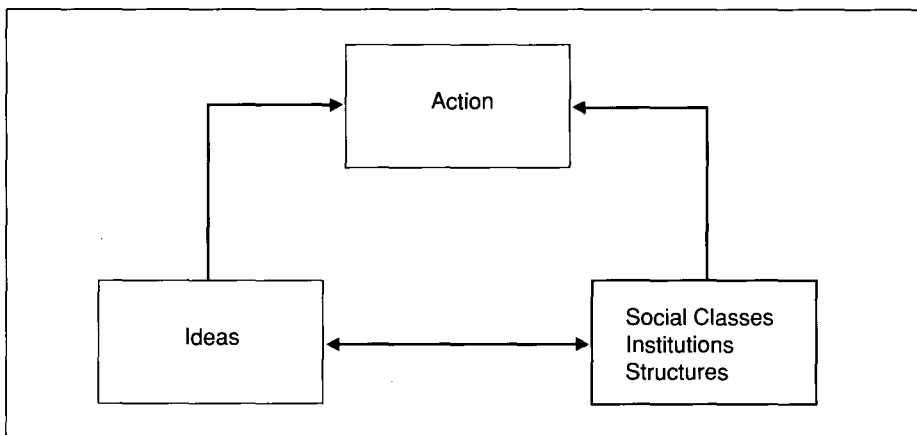 Action
Ideas
Social Classes
Institutions
Structures